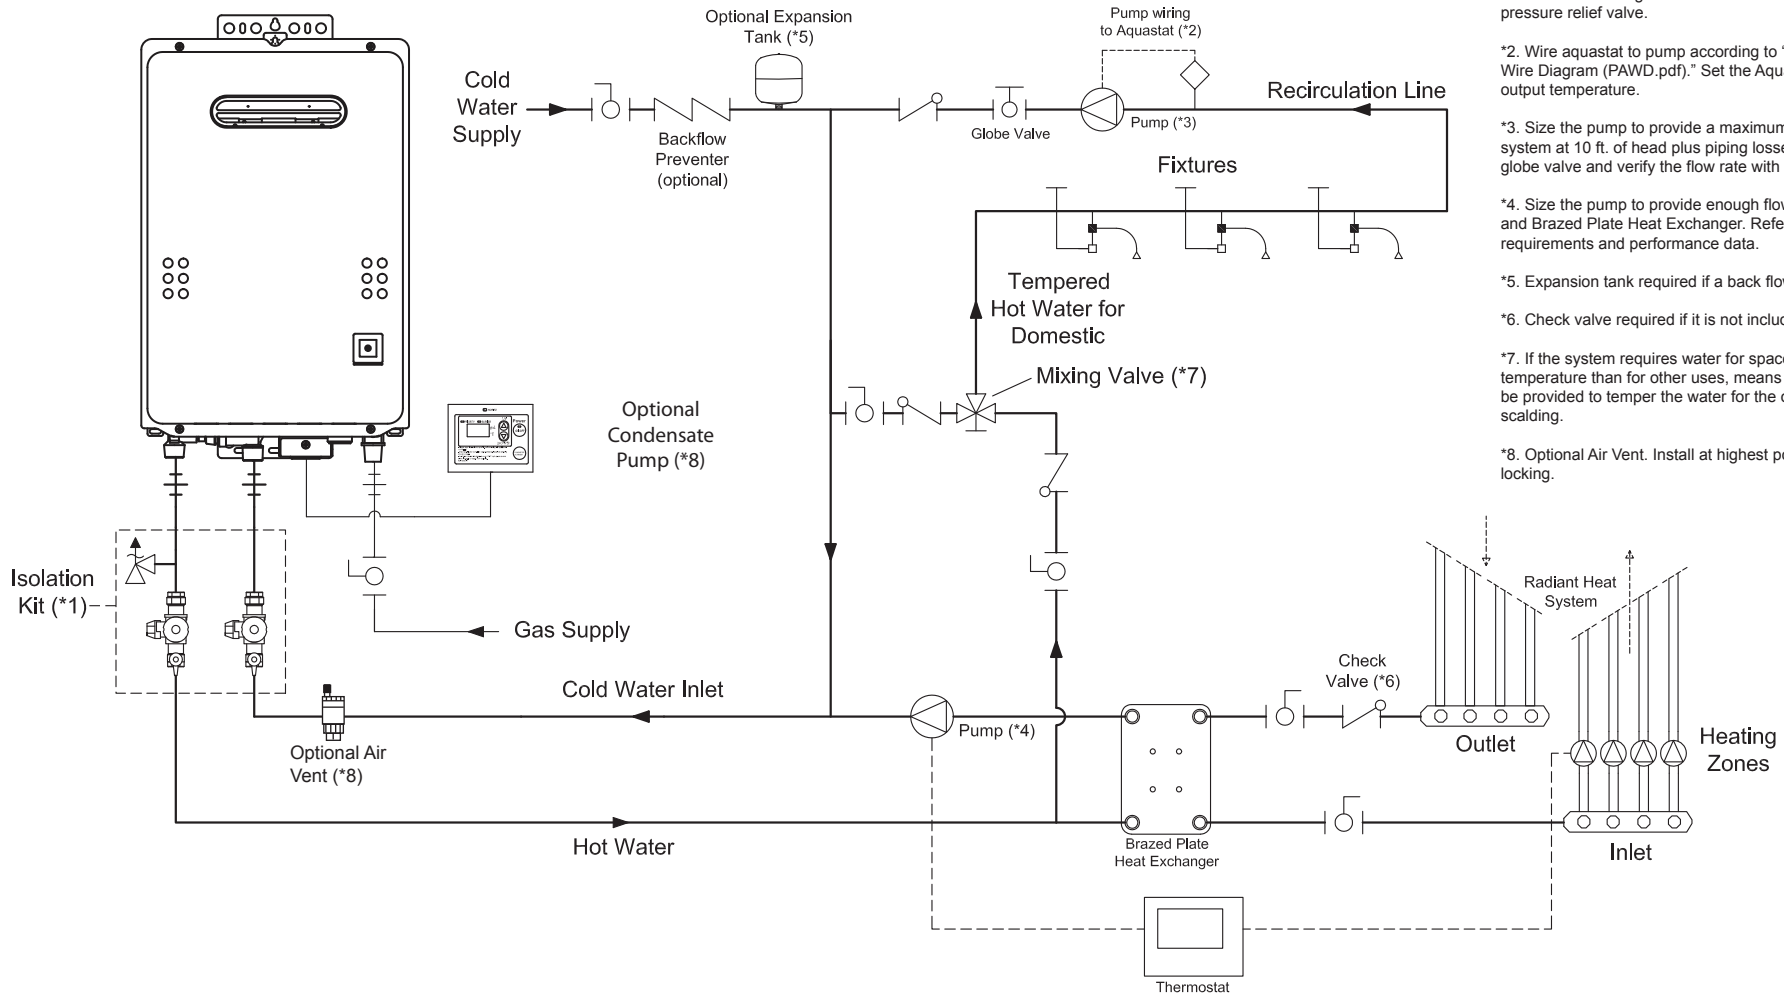 Optional Expansion
Tank (*5)
Pump wiring
to Aquastat (*2)
Cold
Water
Supply
Backflow
Preventer
(optional)
Globe Valve
Pump (*3)
Recirculation Line
Fixtures
Tempered
Hot Water for
Domestic
Mixing Valve (*7)
Optional
Condensate
Pump (*8)
Isolation
Kit (*1)
Gas Supply
Cold Water Inlet
Optional Air
Vent (*8)
Hot Water
Pump (*4)
Brazed Plate
Heat Exchanger
Thermostat
Check
Valve (*6)
Radiant Heat
System
Outlet
Inlet
Heating
Zones
pressure relief valve.
*2. Wire aquastat to pump according to “
Wire Diagram (PAWD.pdf).” Set the Aqua
output temperature.
*3. Size the pump to provide a maximum
system at 10 ft. of head plus piping losse
globe valve and verify the flow rate with
*4. Size the pump to provide enough flow
and Brazed Plate Heat Exchanger. Refe
requirements and performance data.
*5. Expansion tank required if a back flow
*6. Check valve required if it is not includ
*7. If the system requires water for space
temperature than for other uses, means
be provided to temper the water for the
scalding.
*8. Optional Air Vent. Install at highest po
locking.